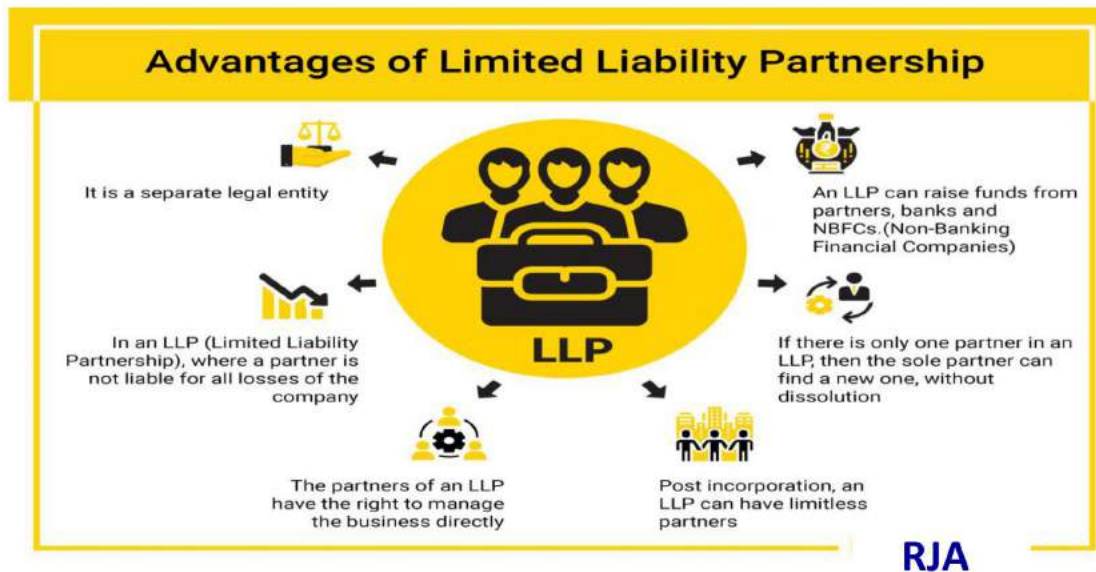 Advantages of Limited Liability Partnership
It is a separate legal entity
In an LLP (Limited Liability
Partnership), where a partner is
not liable for all losses of the
company
The partners of an LLP
have the right to manage
the business directly
LLP
An LLP can raise funds from
partners, banks and
NBFCs.(Non-Banking
Financial Companies)
If there is only one partner in an
LLP, then the sole partner can
find a new one, without
dissolution
Post incorporation, an
LLP can have limitless
partners
RJA